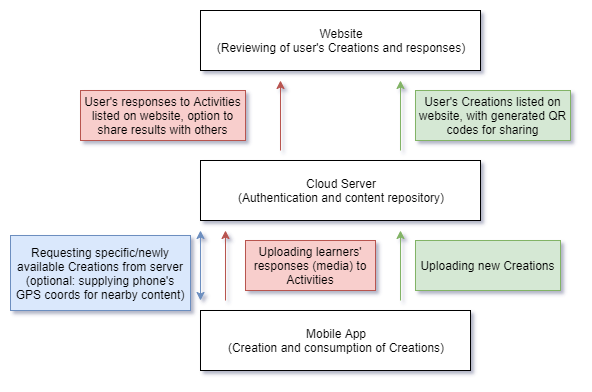 Website
(Reviewing of user's Creations and responses)
User's responses to Activities
listed on website, option to
share results with others
User's Creations listed on
website, with generated QR
codes for sharing
Cloud Server
(Authentication and content repository)
Requesting specific/newly
available Creations from server
(optional: supplying phone's
GPS coords for nearby content)
Uploading learners'
responses (media) to
Activities
Uploading new Creations
Mobile App
(Creation and consumption of Creations)